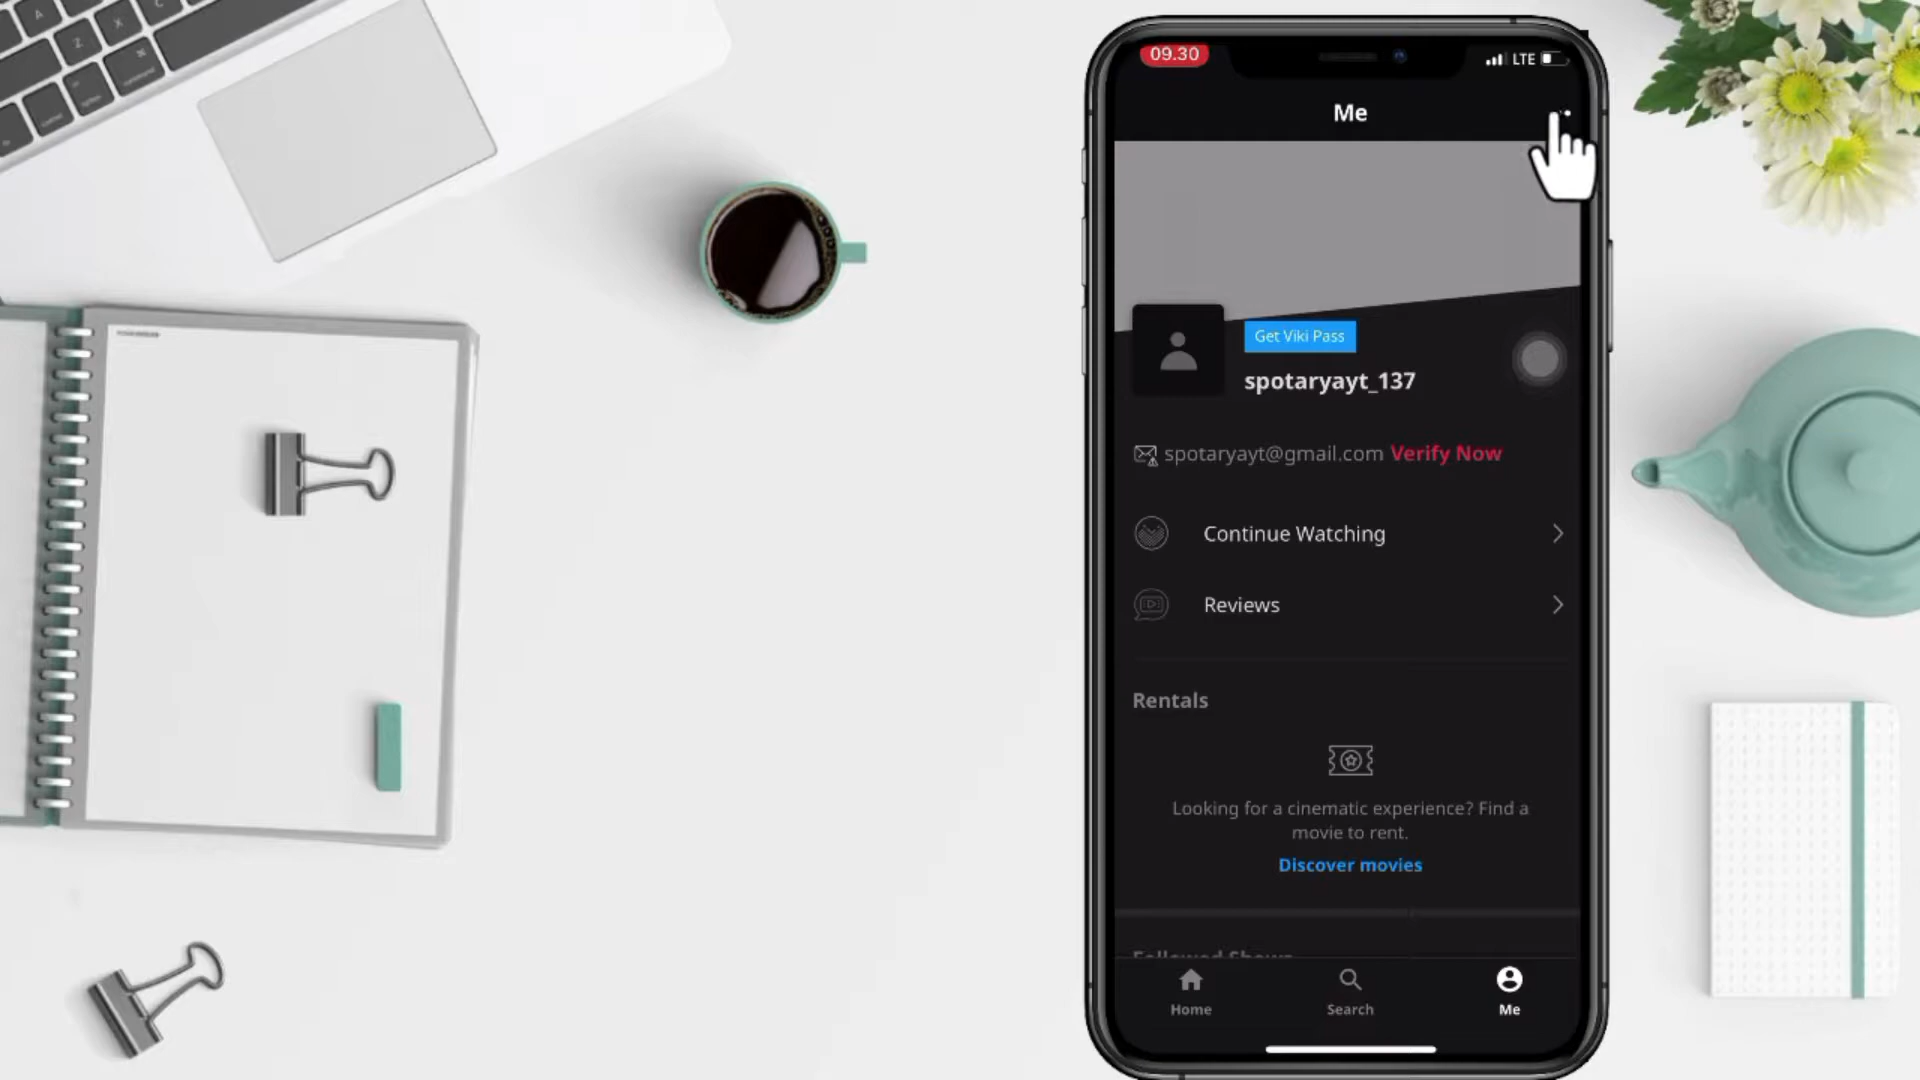 09.30
LTE
Me
Get Viki Pass
spotaryayt_137
spotaryayt@gmail.com Verify Now
Continue Watching
Reviews
Rentals
Looking for a cinematic experience? Find a
movie to rent.
Discover movies
Followed Shows
Home
Search
Me
A
Z
X
C